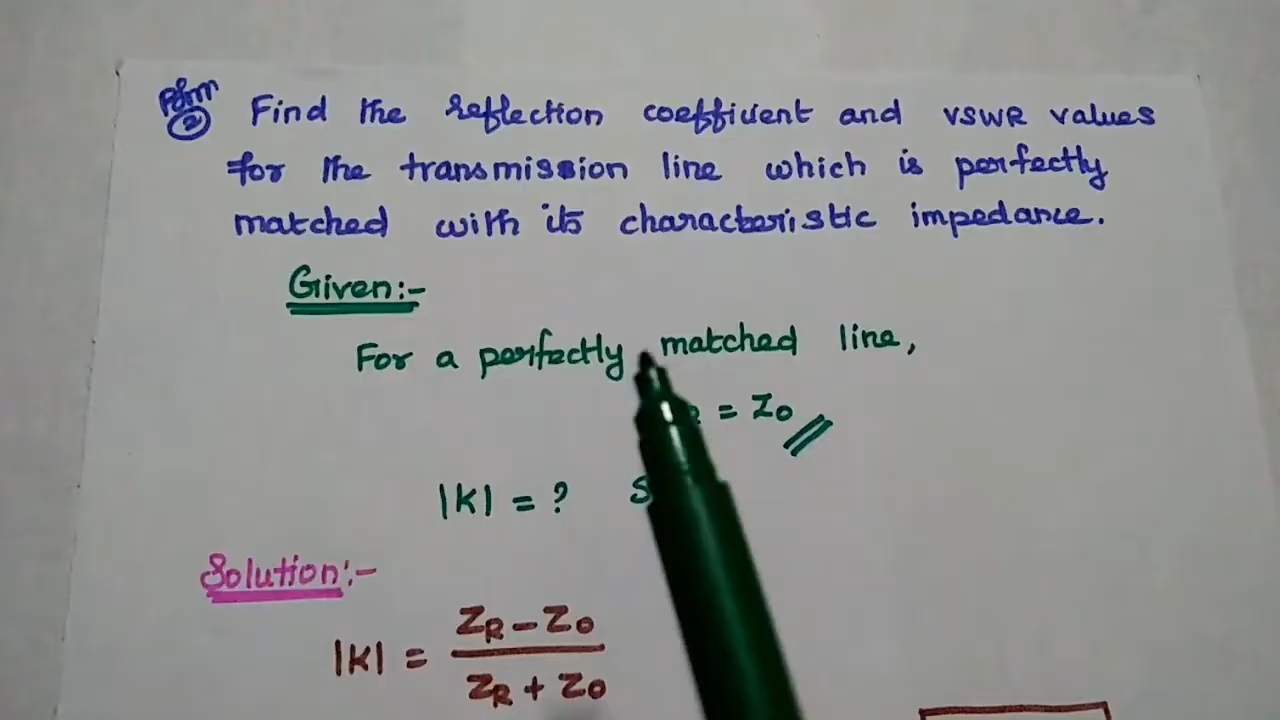 Pbm
② Find the reflection coefficient and VSWR values
for the transmission line which is perfectly
matched with its characteristic impedance.
Given:-
For a perfectly matched line,
= Z0
|K| = ? S
Solution:-
|K| = ZR - Z0
ZR + Z0